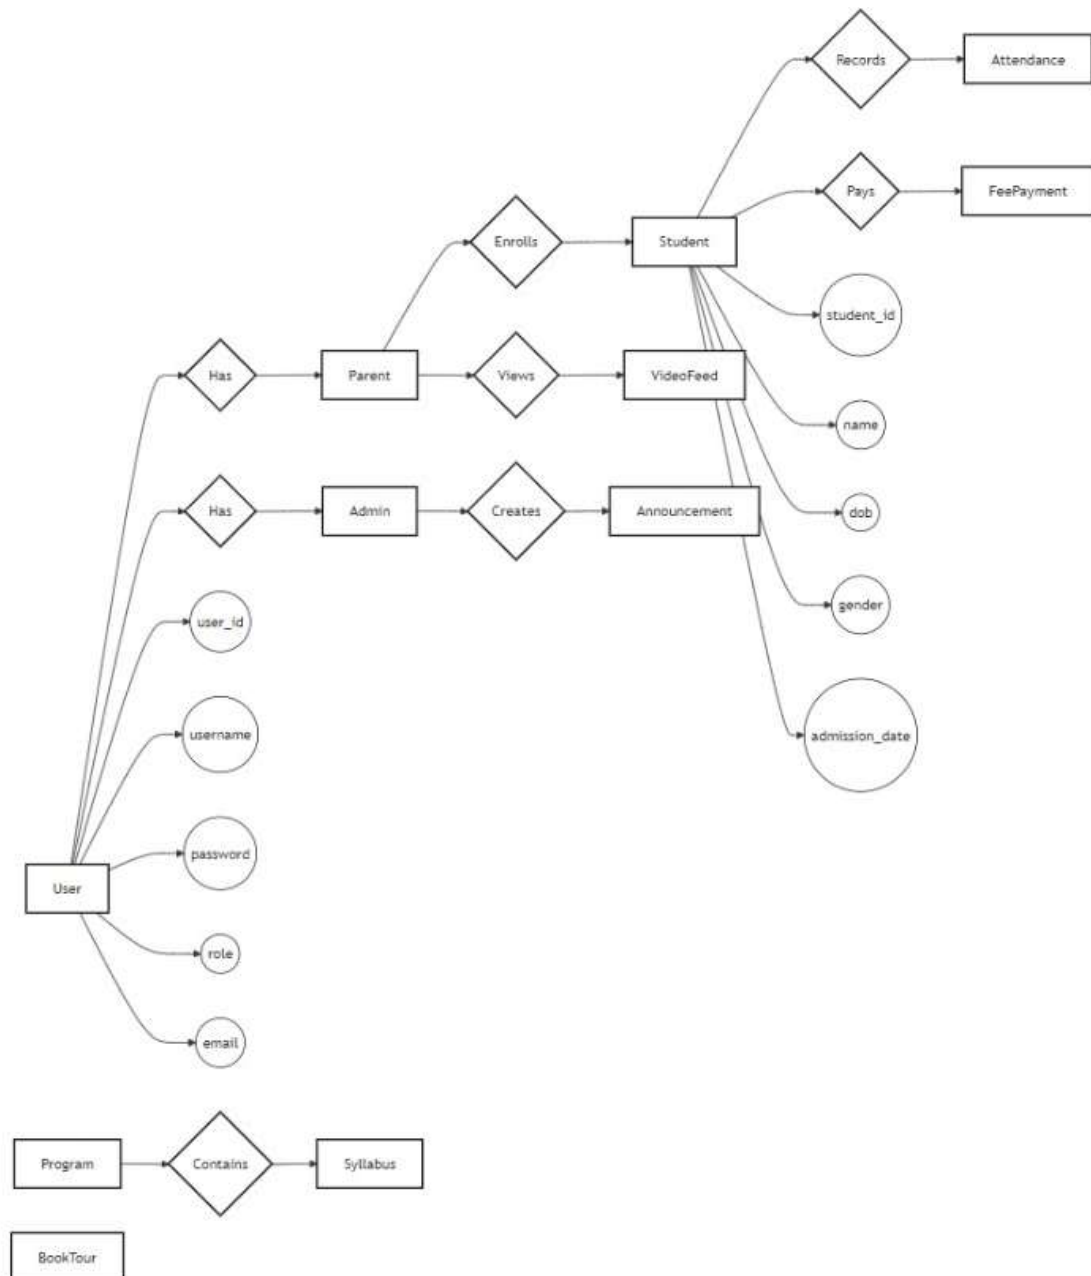 Records
Attendance
Pays
FeePayment
Enrolls
Student
student_id
Has
Parent
Views
VideoFeed
name
Has
Admin
Creates
Announcement
dob
user_id
gender
username
admission_date
password
User
role
email
Program
Contains
Syllabus
BookTour